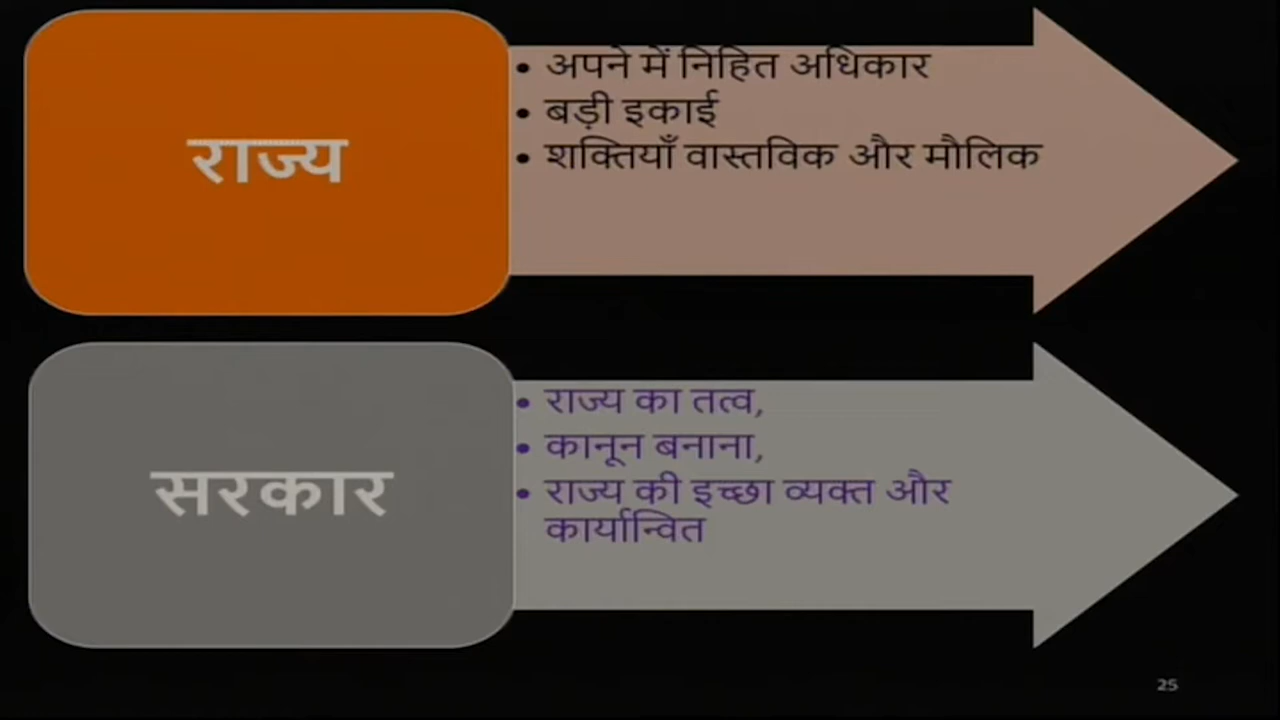 राज्य
• अपने में निहित अधिकार
• बड़ी इकाई
• शक्तियाँ वास्तविक और मौलिक
सरकार
• राज्य का तत्व,
• कानून बनाना,
• राज्य की इच्छा व्यक्त और
कार्यान्वित
25